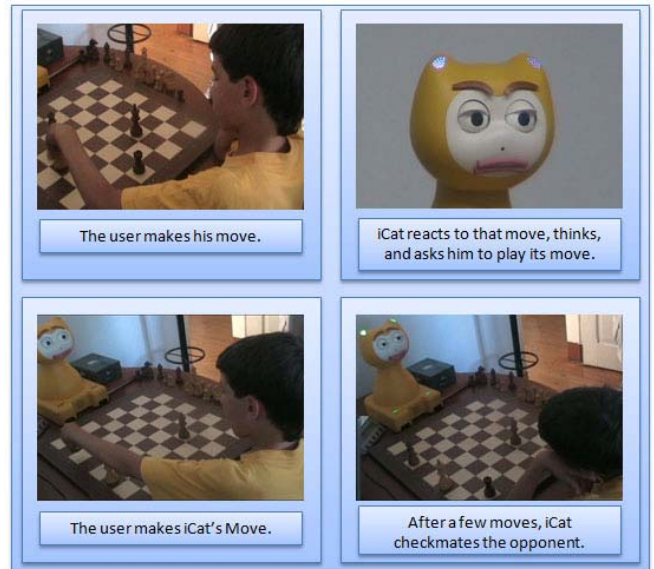 The user makes his move.
iCat reacts to that move, thinks,
and asks him to play its move.
The user makes iCat's Move.
After a few moves, iCat
checkmates the opponent.